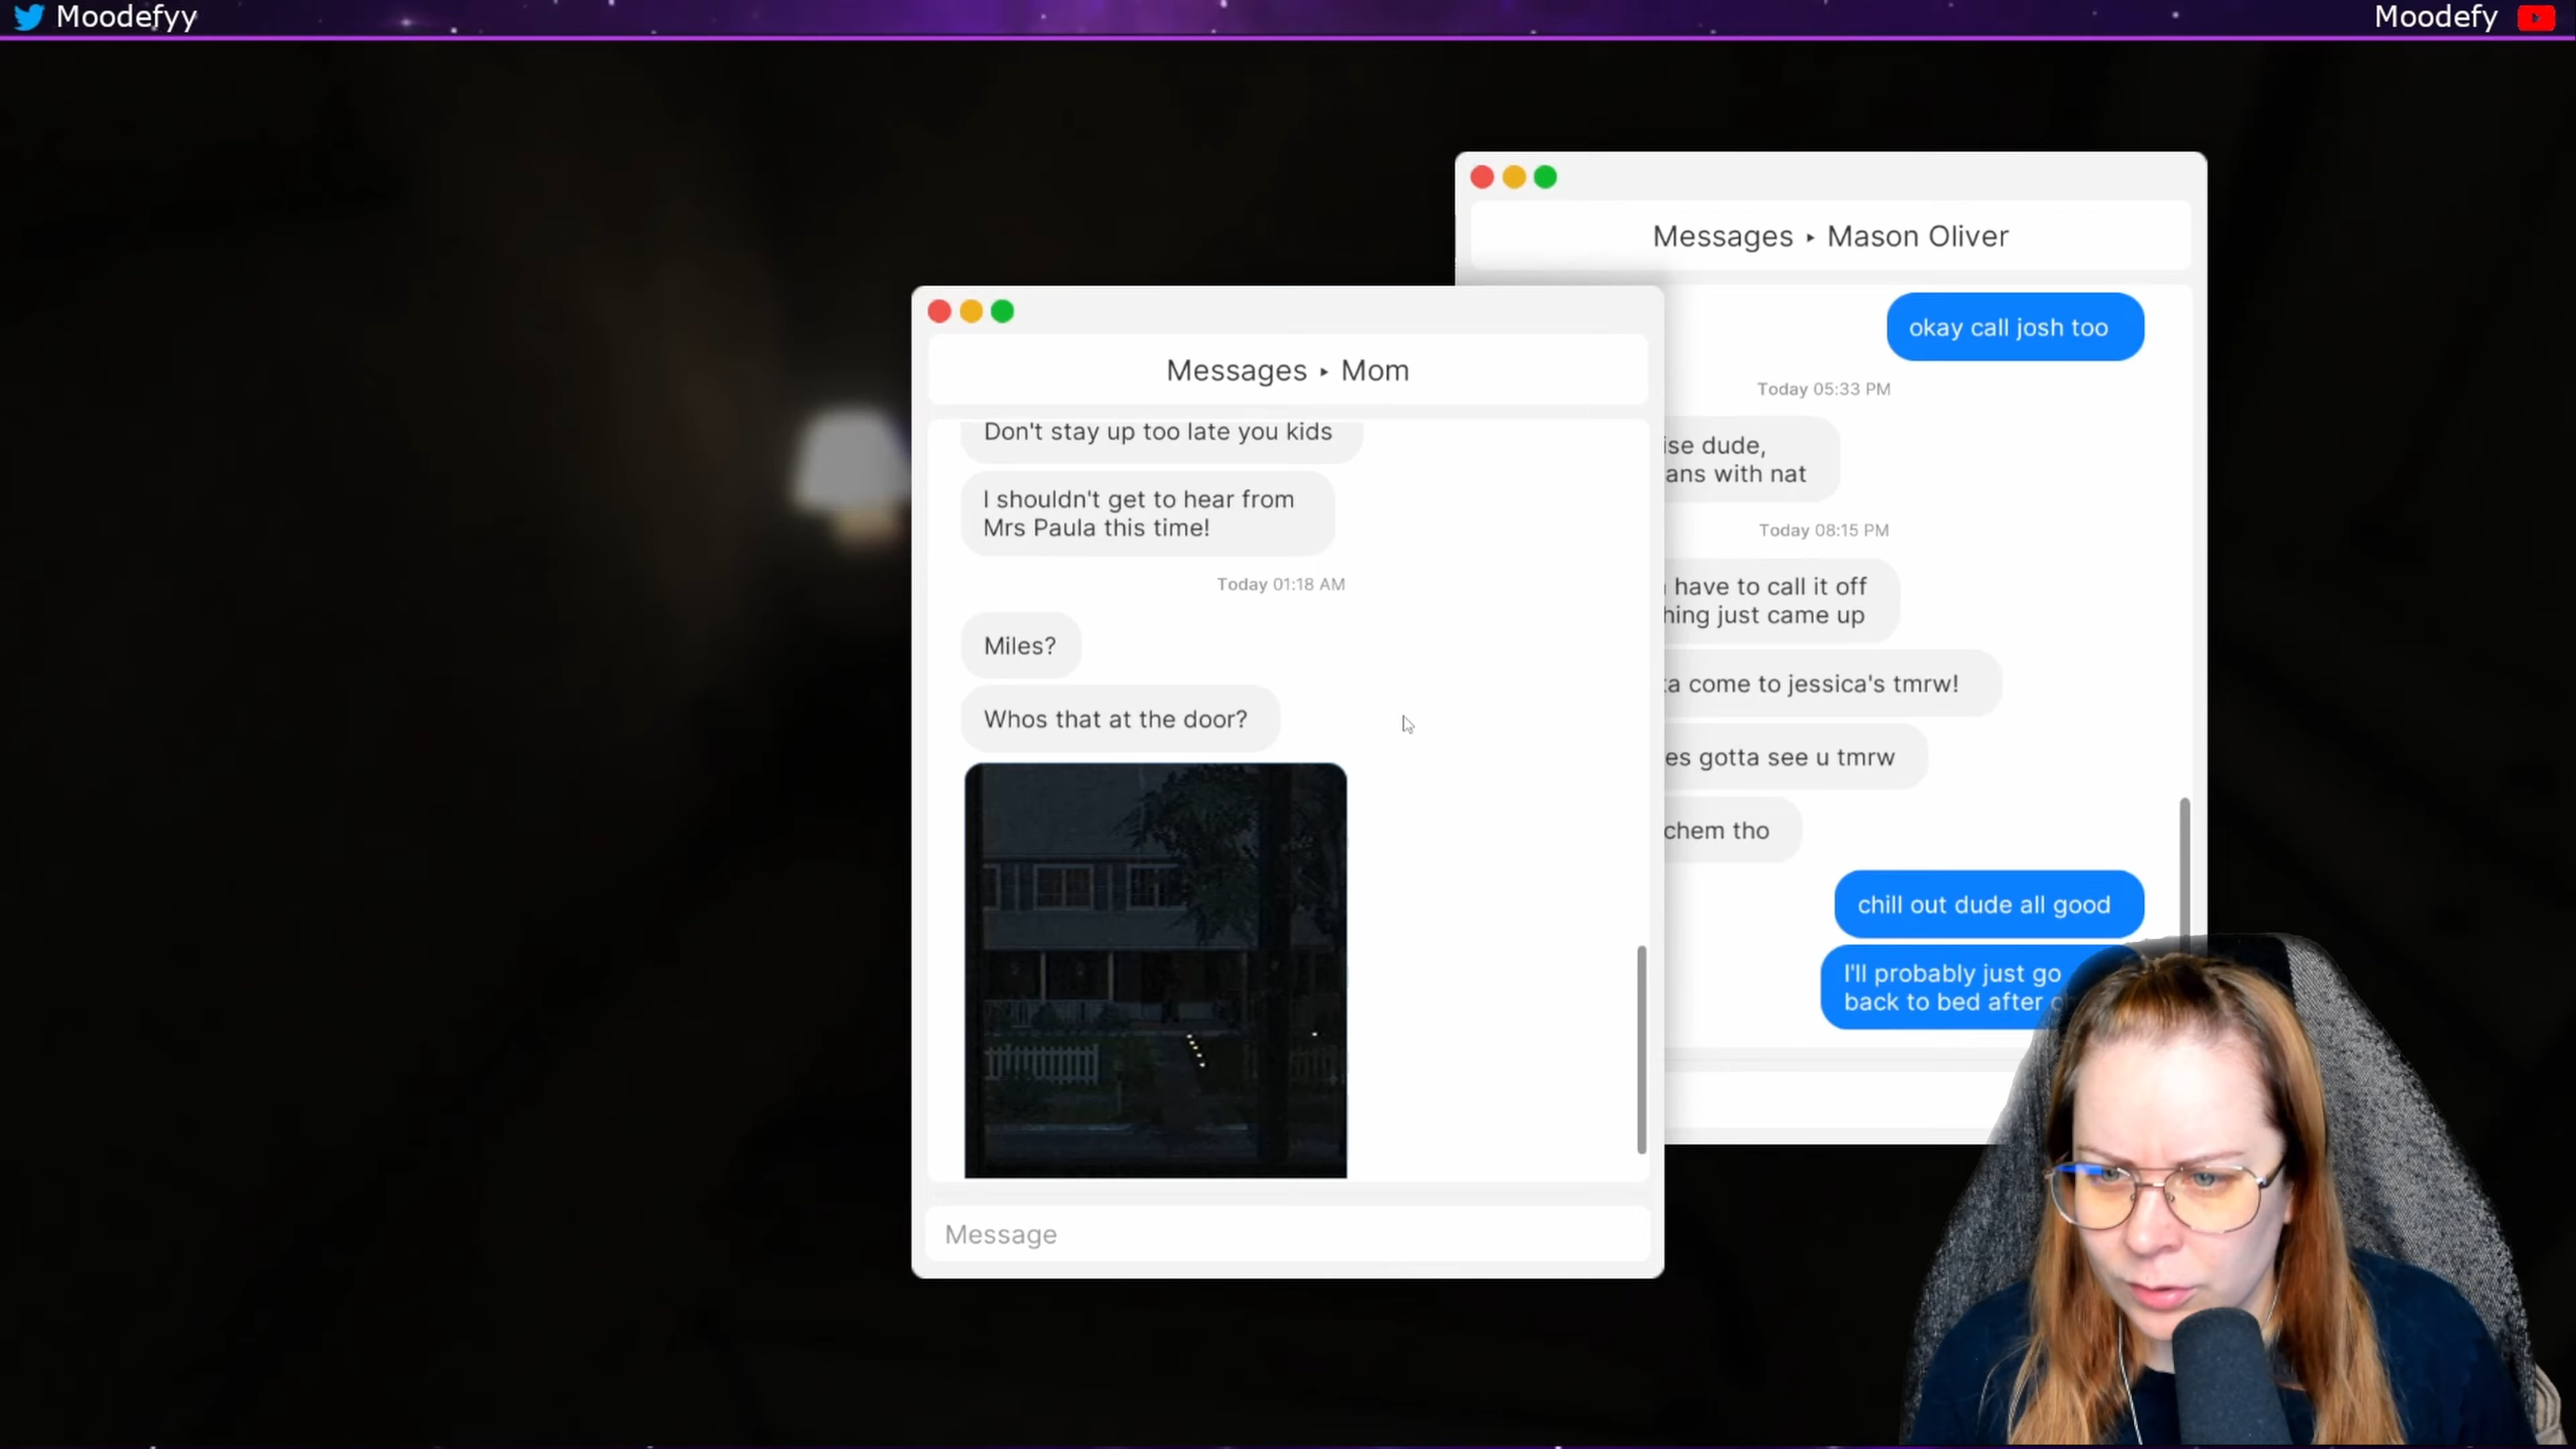 Moodefyy
Moodefy
Messages ‣ Mason Oliver
okay call josh too
Today 05:33 PM
ise dude,
ans with nat
Today 08:15 PM
have to call it off
hing just came up
a come to jessica's tmrw!
es gotta see u tmrw
chem tho
chill out dude all good
I'll probably just go
back to bed after
Messages ‣ Mom
Don't stay up too late you kids
I shouldn't get to hear from
Mrs Paula this time!
Today 01:18 AM
Miles?
Whos that at the door?
Message